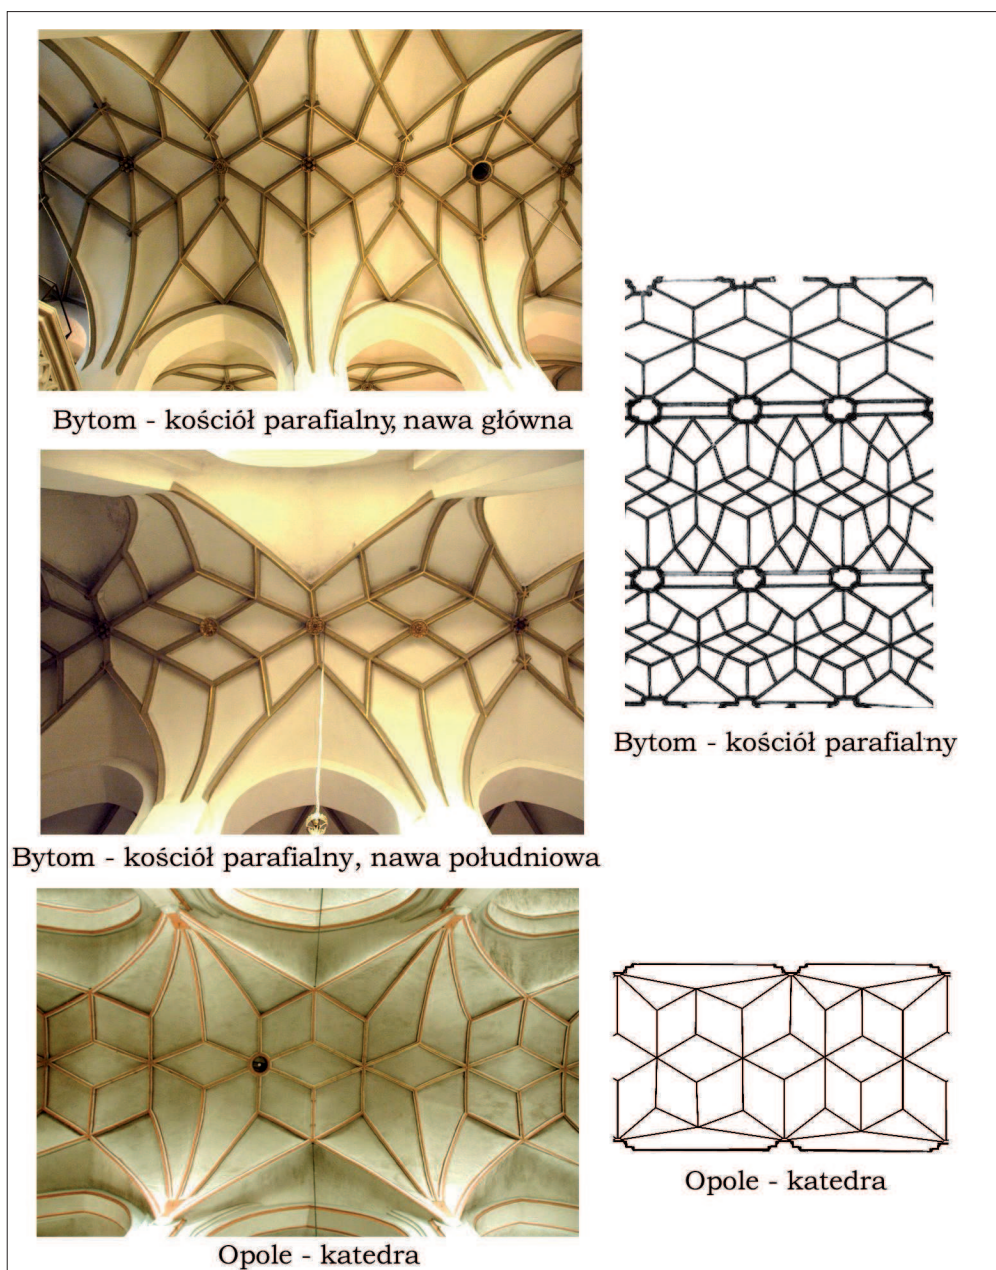 Bytom - kościół parafialny, nawa główna
Bytom - kościół parafialny
Bytom - kościół parafialny, nawa południowa
Opole - katedra
Opole - katedra